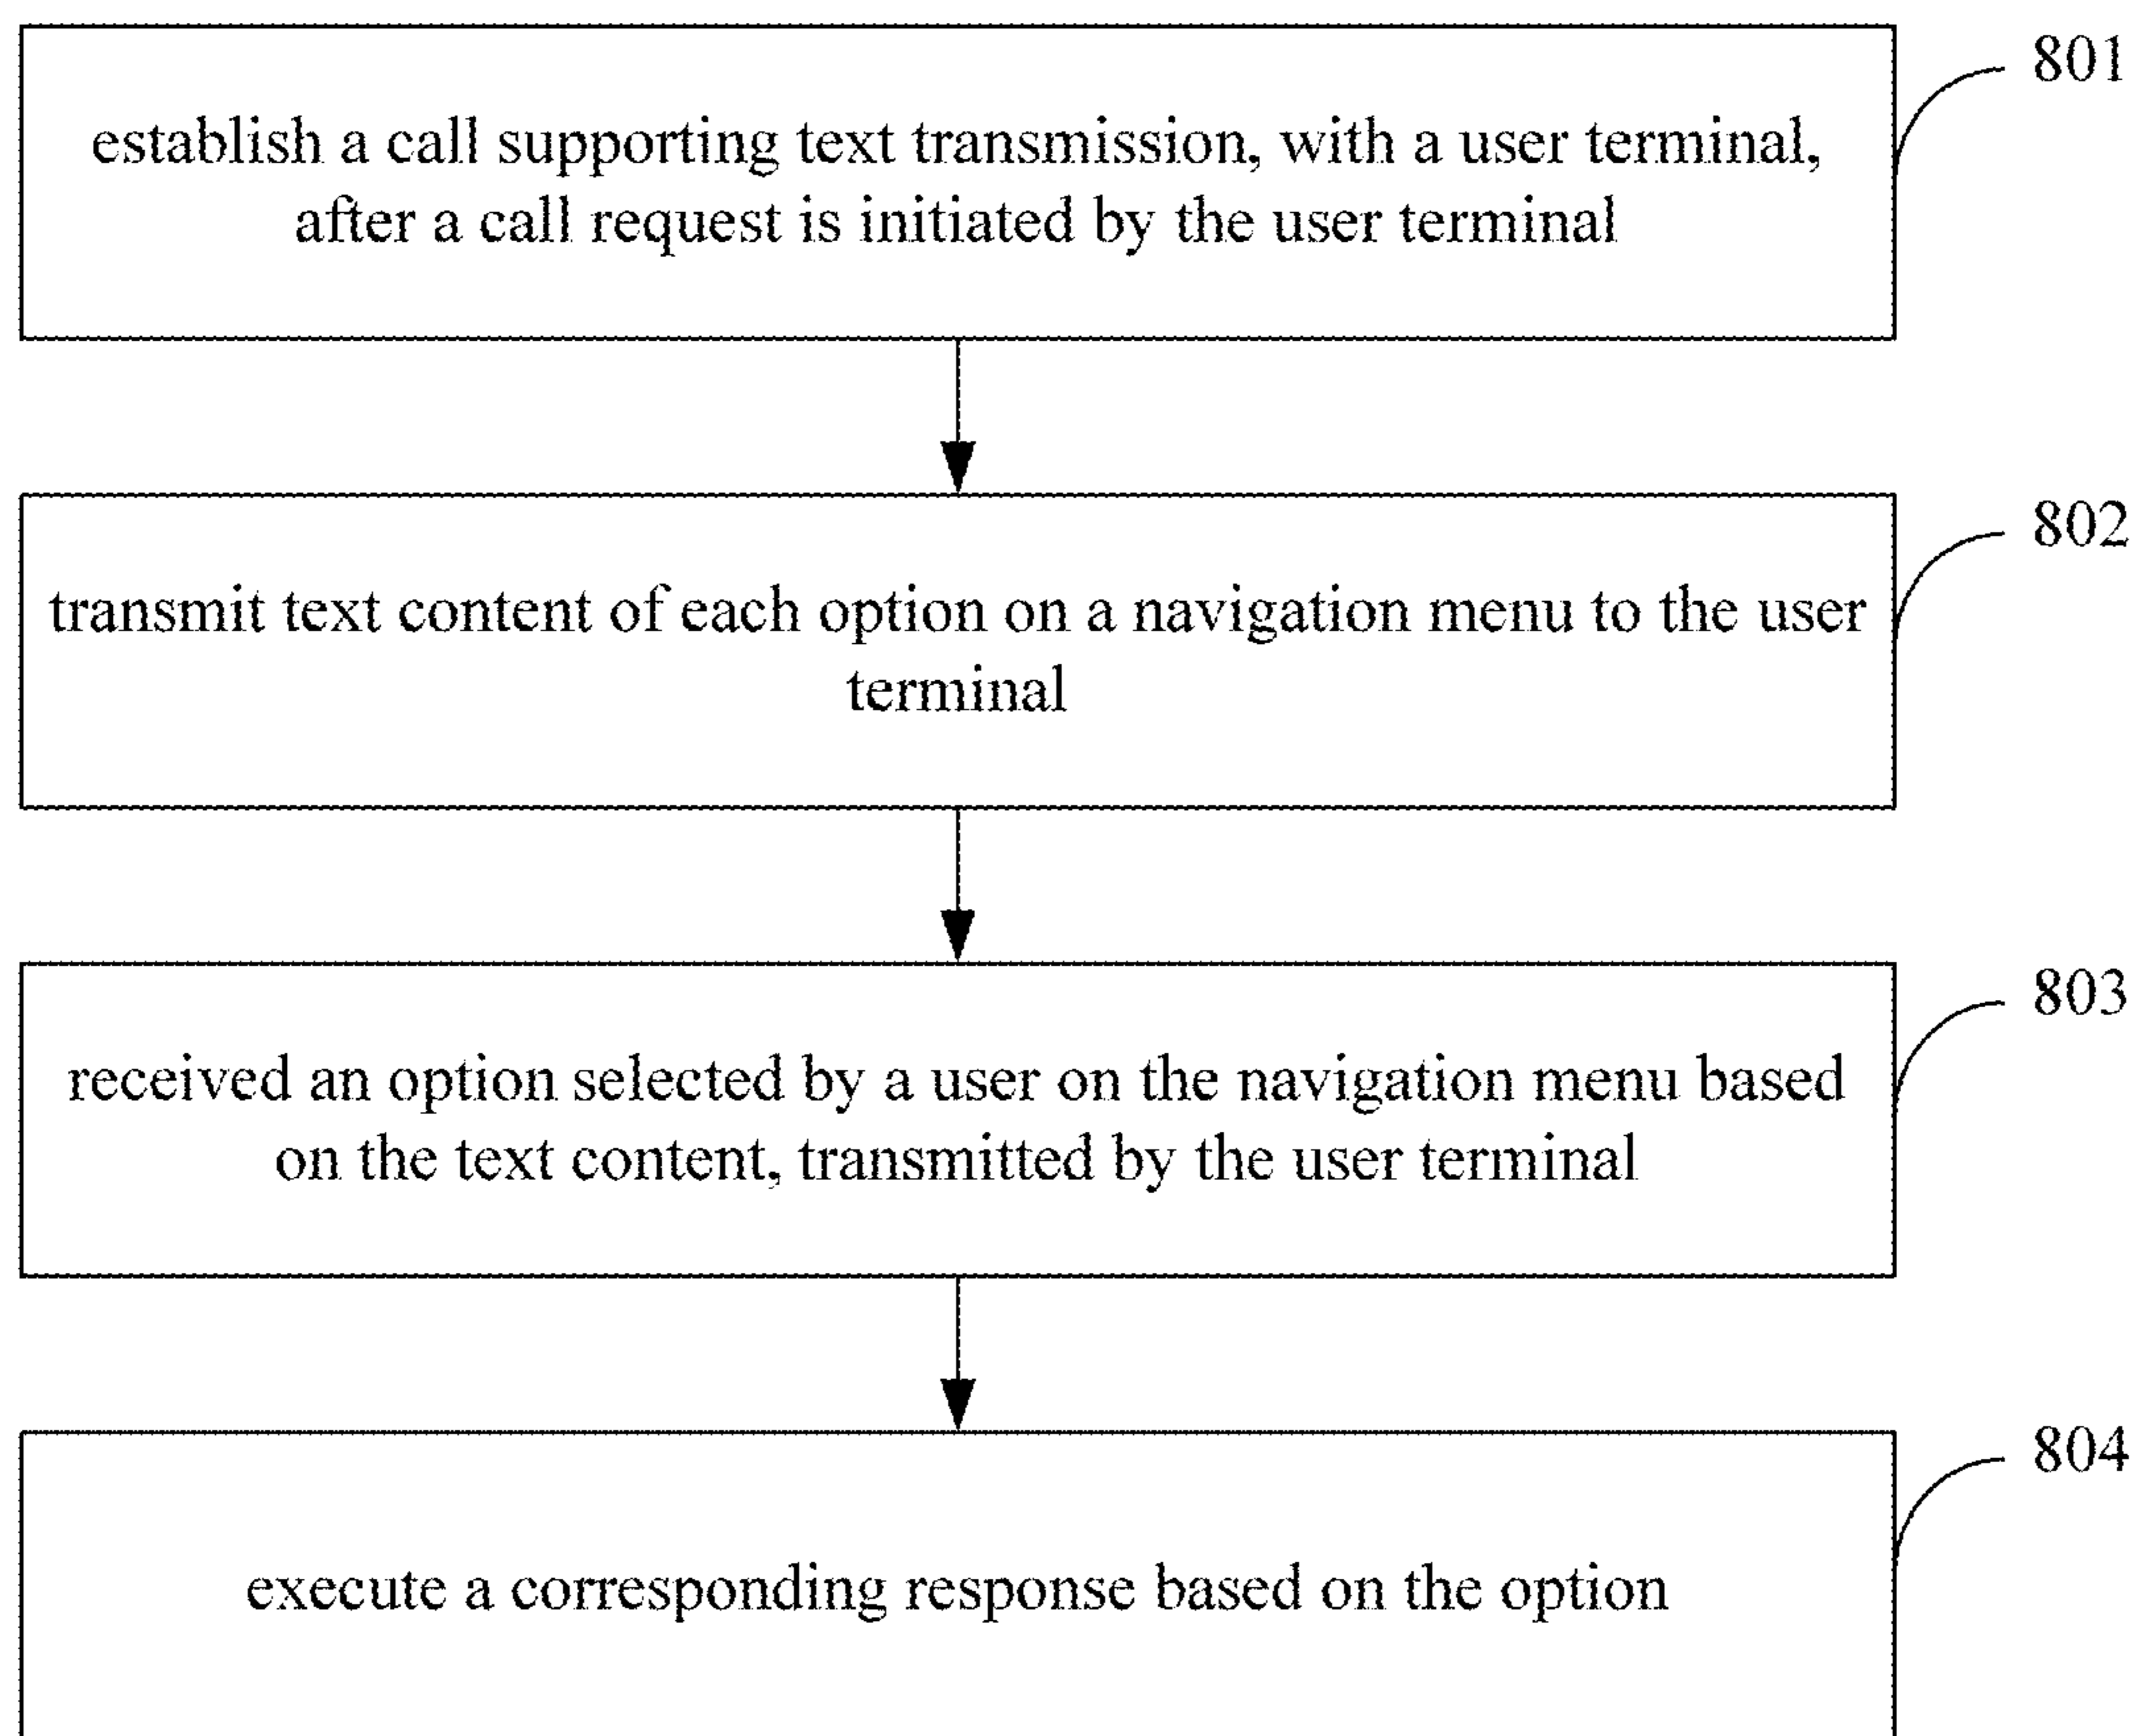 801
establish a call supporting text transmission, with a user terminal,
after a call request is initiated by the user terminal
802
transmit text content of each option on a navigation menu to the user
terminal
803
received an option selected by a user on the navigation menu based
on the text content, transmitted by the user terminal
804
execute a corresponding response based on the option